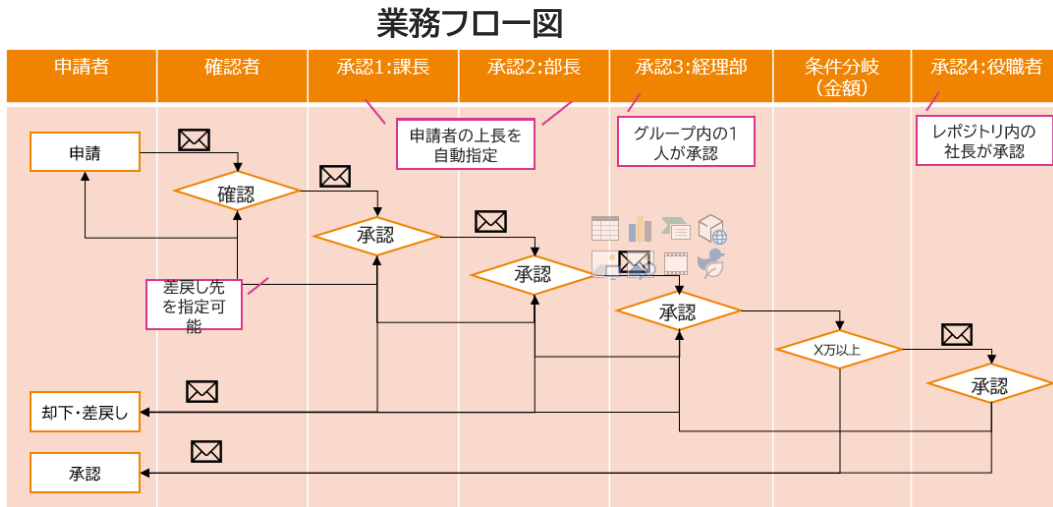 業務フロー図
申請者
確認者
承認1:課長
承認2:部長
承認3:経理部
条件分岐
(金額)
承認4:役職者
申請者の上長を
自動指定
グループ内の1
人が承認
レポジトリ内の
社長が承認
申請
確認
承認
承認
承認
差戻し先
を指定可
能
X万以上
承認
却下・差戻し
承認